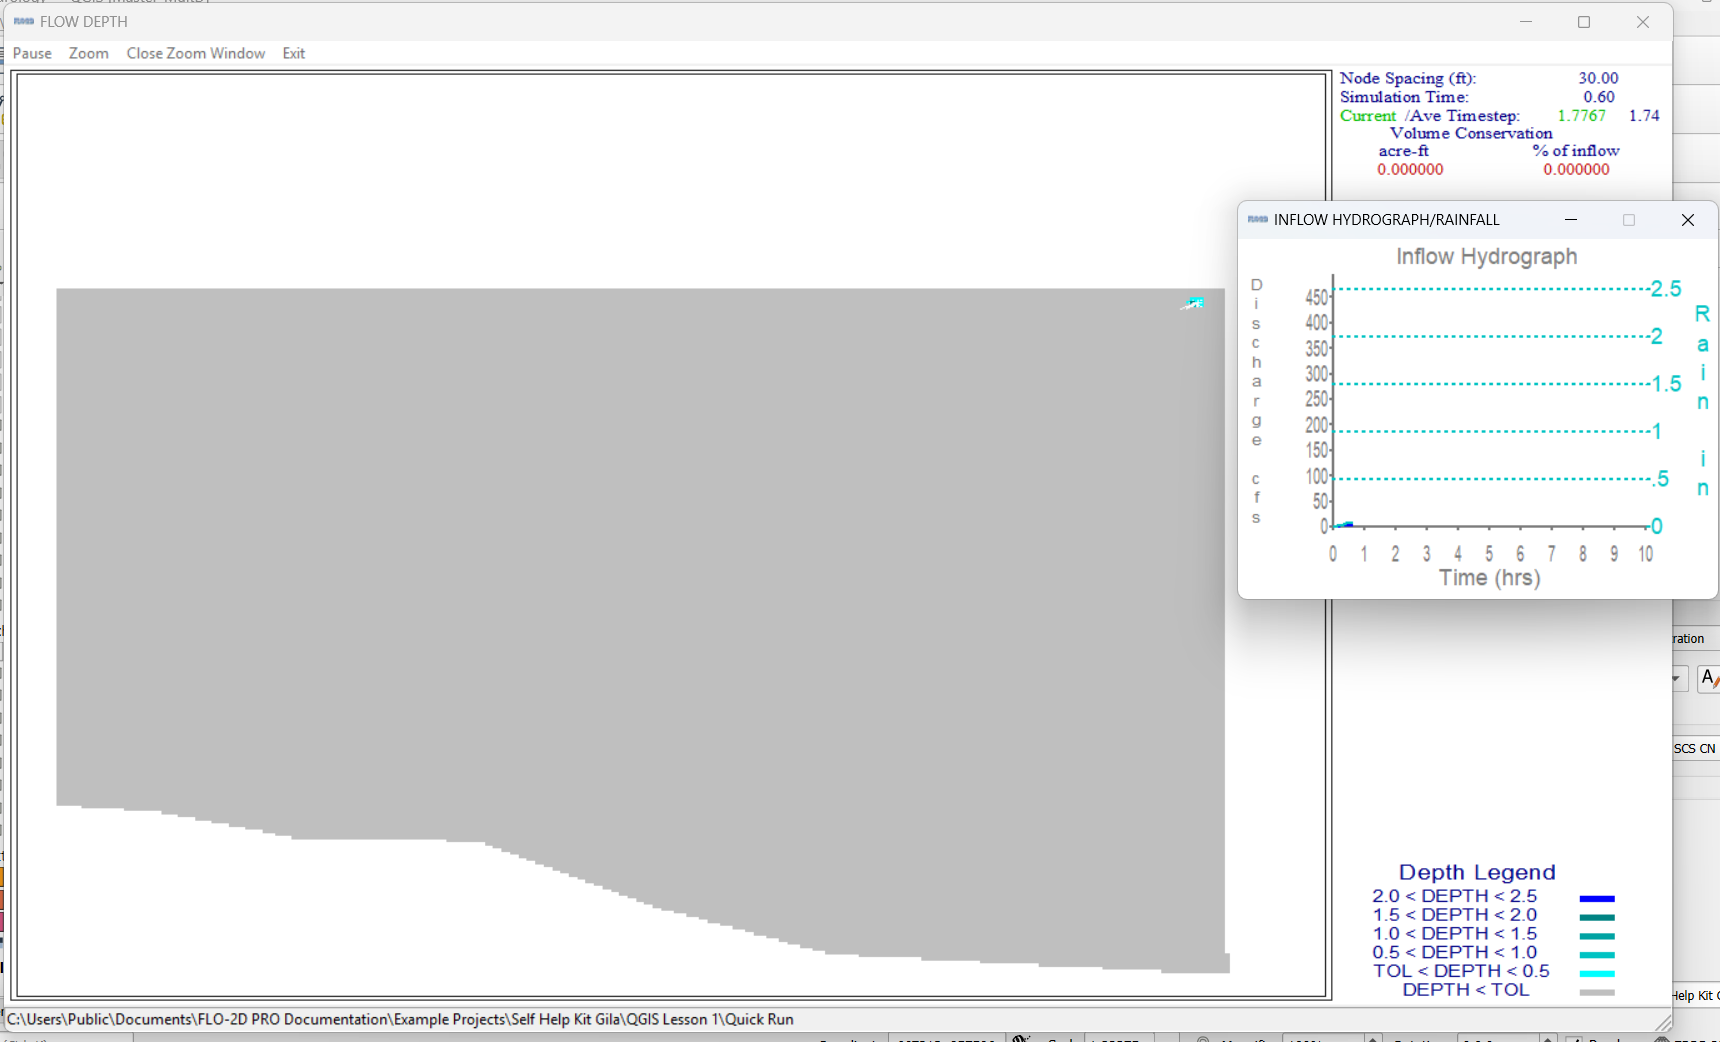 FLOW DEPTH
Pause Zoom Close Zoom Window Exit
Node Spacing (ft): 30.00
Simulation Time: 0.60
Current /Ave Timestep: 1.7767 1.74
Volume Conservation
acre-ft % of inflow
0.000000 0.000000
INFLOW HYDROGRAPH/RAINFALL
Inflow Hydrograph
Discharge cfs
450
400
350
300
250
200
150
100
50
0
2.5
2
1.5
1
.5
0
Rain in
0 1 2 3 4 5 6 7 8 9 10
Time (hrs)
ration
A
SCS CN
Depth Legend
2.0 < DEPTH < 2.5
1.5 < DEPTH < 2.0
1.0 < DEPTH < 1.5
0.5 < DEPTH < 1.0
TOL < DEPTH < 0.5
DEPTH < TOL
Help Kit
C:\Users\Public\Documents\FLO-2D PRO Documentation\Example Projects\Self Help Kit Gila\QGIS Lesson 1\Quick Run